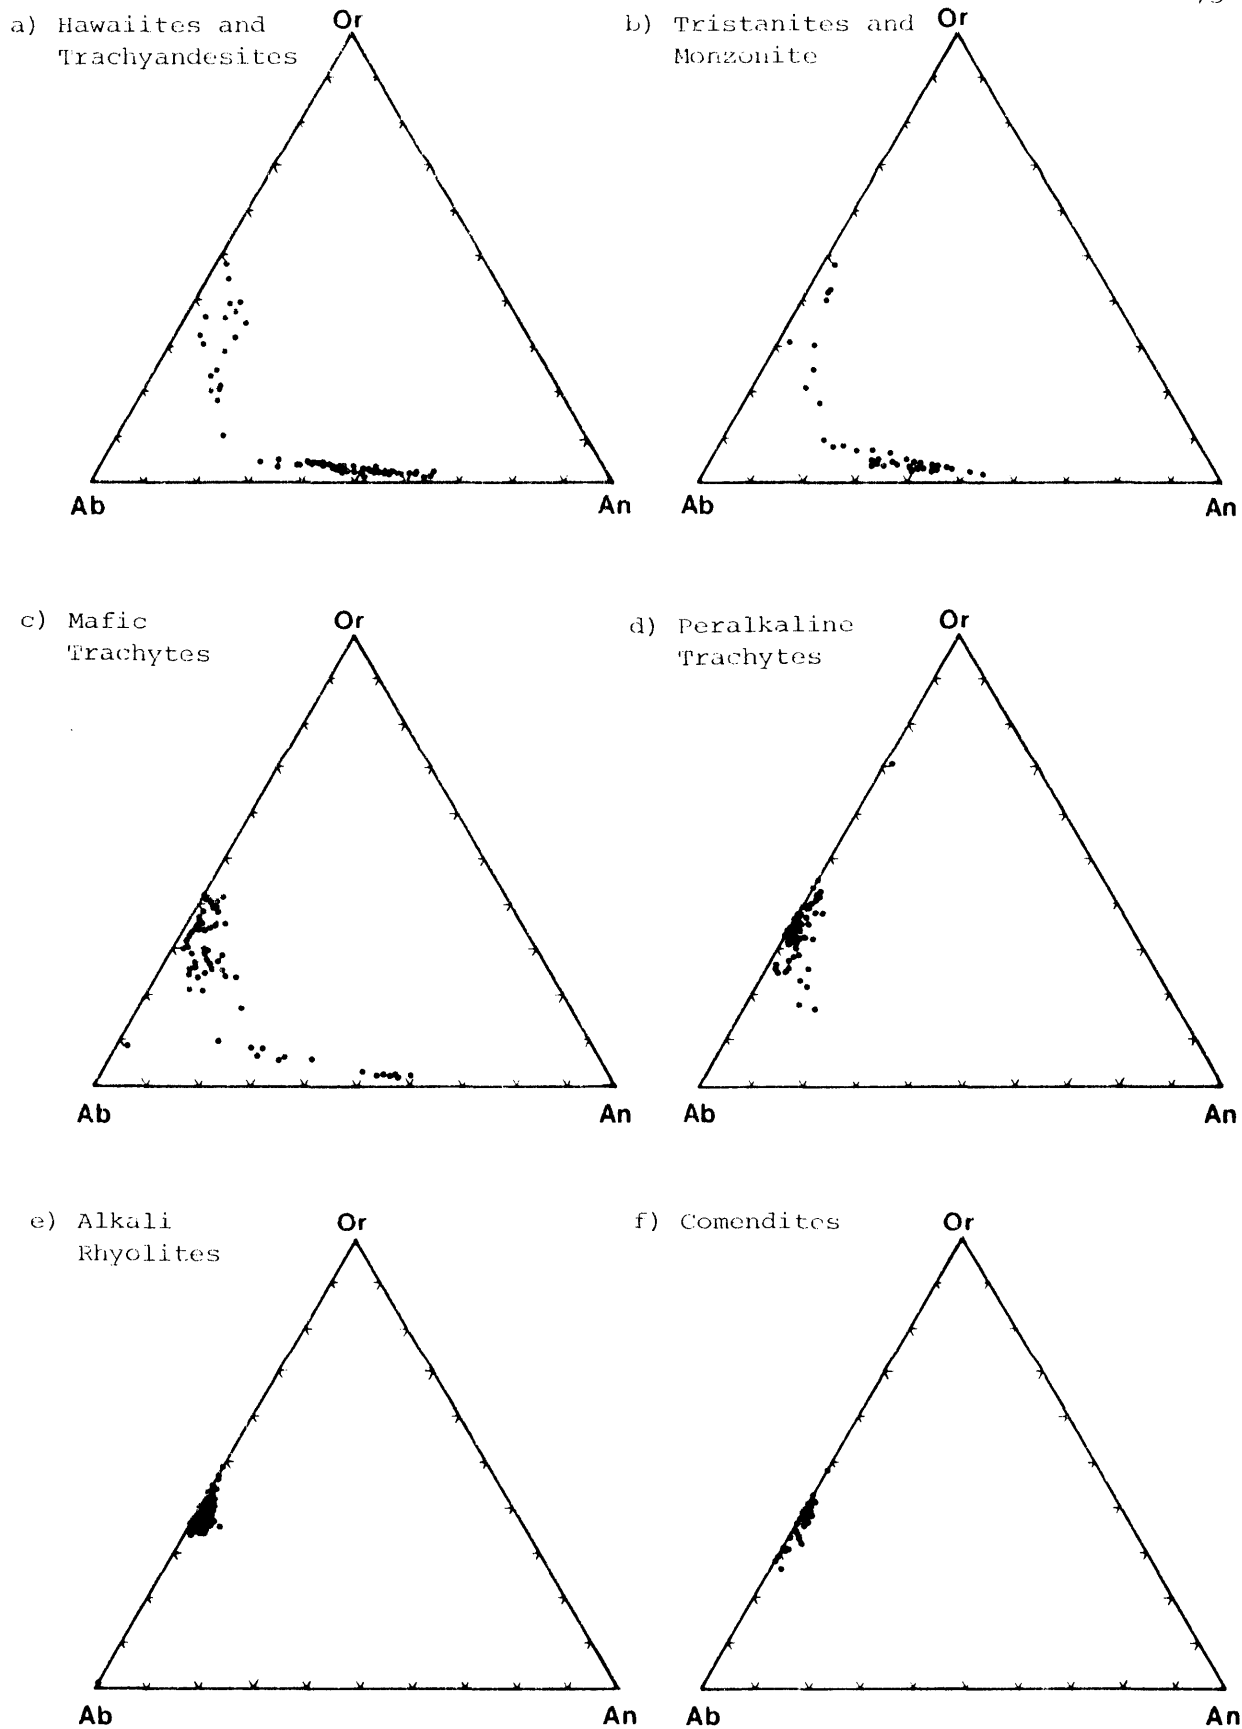 a) Hawaiites and
Trachyandesites
Or
Ab
An
b) Tristanites and
Monzonite
Or
Ab
An
c) Mafic
Trachytes
Or
Ab
An
d) Peralkaline
Trachytes
Or
Ab
An
e) Alkali
Rhyolites
Or
Ab
An
f) Comendites
Or
Ab
An